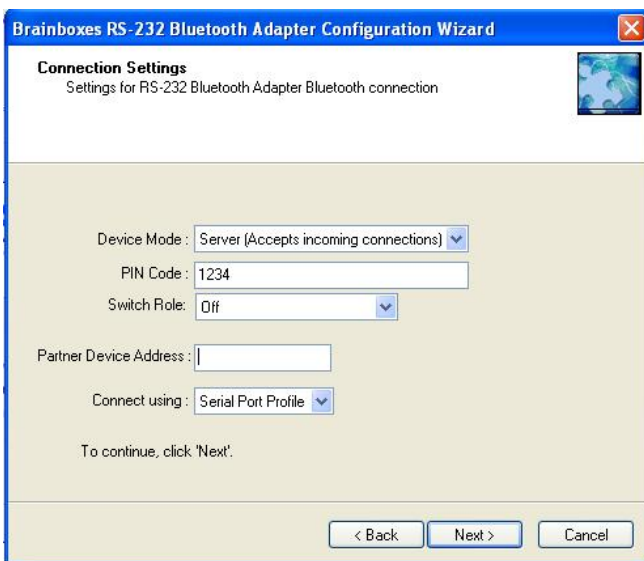 Brainboxes RS-232 Bluetooth Adapter Configuration Wizard
Connection Settings
Settings for RS-232 Bluetooth Adapter Bluetooth connection
Device Mode : Server (Accepts incoming connections)
PIN Code : 1234
Switch Role: Off
Partner Device Address :
Connect using : Serial Port Profile
To continue, click 'Next'.
< Back Next > Cancel